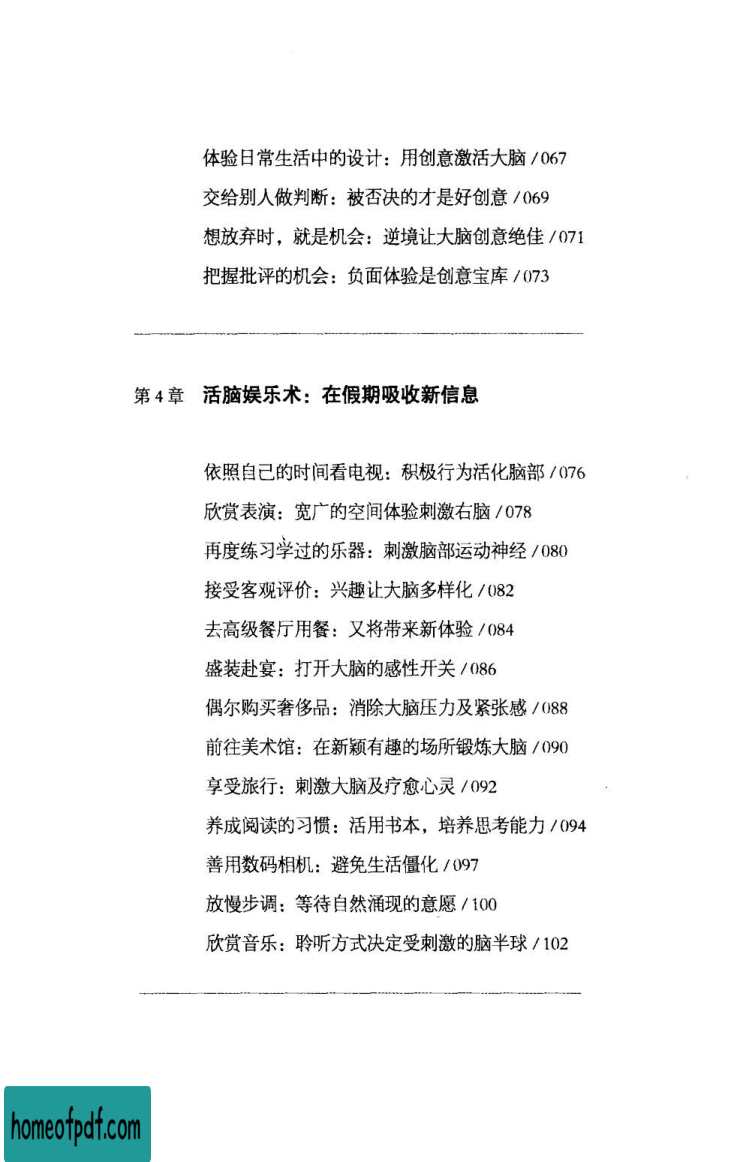 体验日常生活中的设计：用创意激活大脑 / 067
交给别人做判断：被否决的才是好创意 / 069
想放弃时，就是机会：逆境让大脑创意绝佳 / 071
把握批评的机会：负面体验是创意宝库 / 073
第 4 章 活脑娱乐术：在假期吸收新信息
依照自己的时间看电视：积极行为活化脑部 / 076
欣赏表演：宽广的空间体验刺激右脑 / 078
再度练习学过的乐器：刺激脑部运动神经 / 080
接受客观评价：兴趣让大脑多样化 / 082
去高级餐厅用餐：又将带来新体验 / 084
盛装赴宴：打开大脑的感性开关 / 086
偶尔购买奢侈品：消除大脑压力及紧张感 / 088
前往美术馆：在新颖有趣的场所锻炼大脑 / 090
享受旅行：刺激大脑及疗愈心灵 / 092
养成阅读的习惯：活用书本，培养思考能力 / 094
善用数码相机：避免生活僵化 / 097
放慢步调：等待自然涌现的意愿 / 100
欣赏音乐：聆听方式决定受刺激的脑半球 / 102
homeofpdf.com